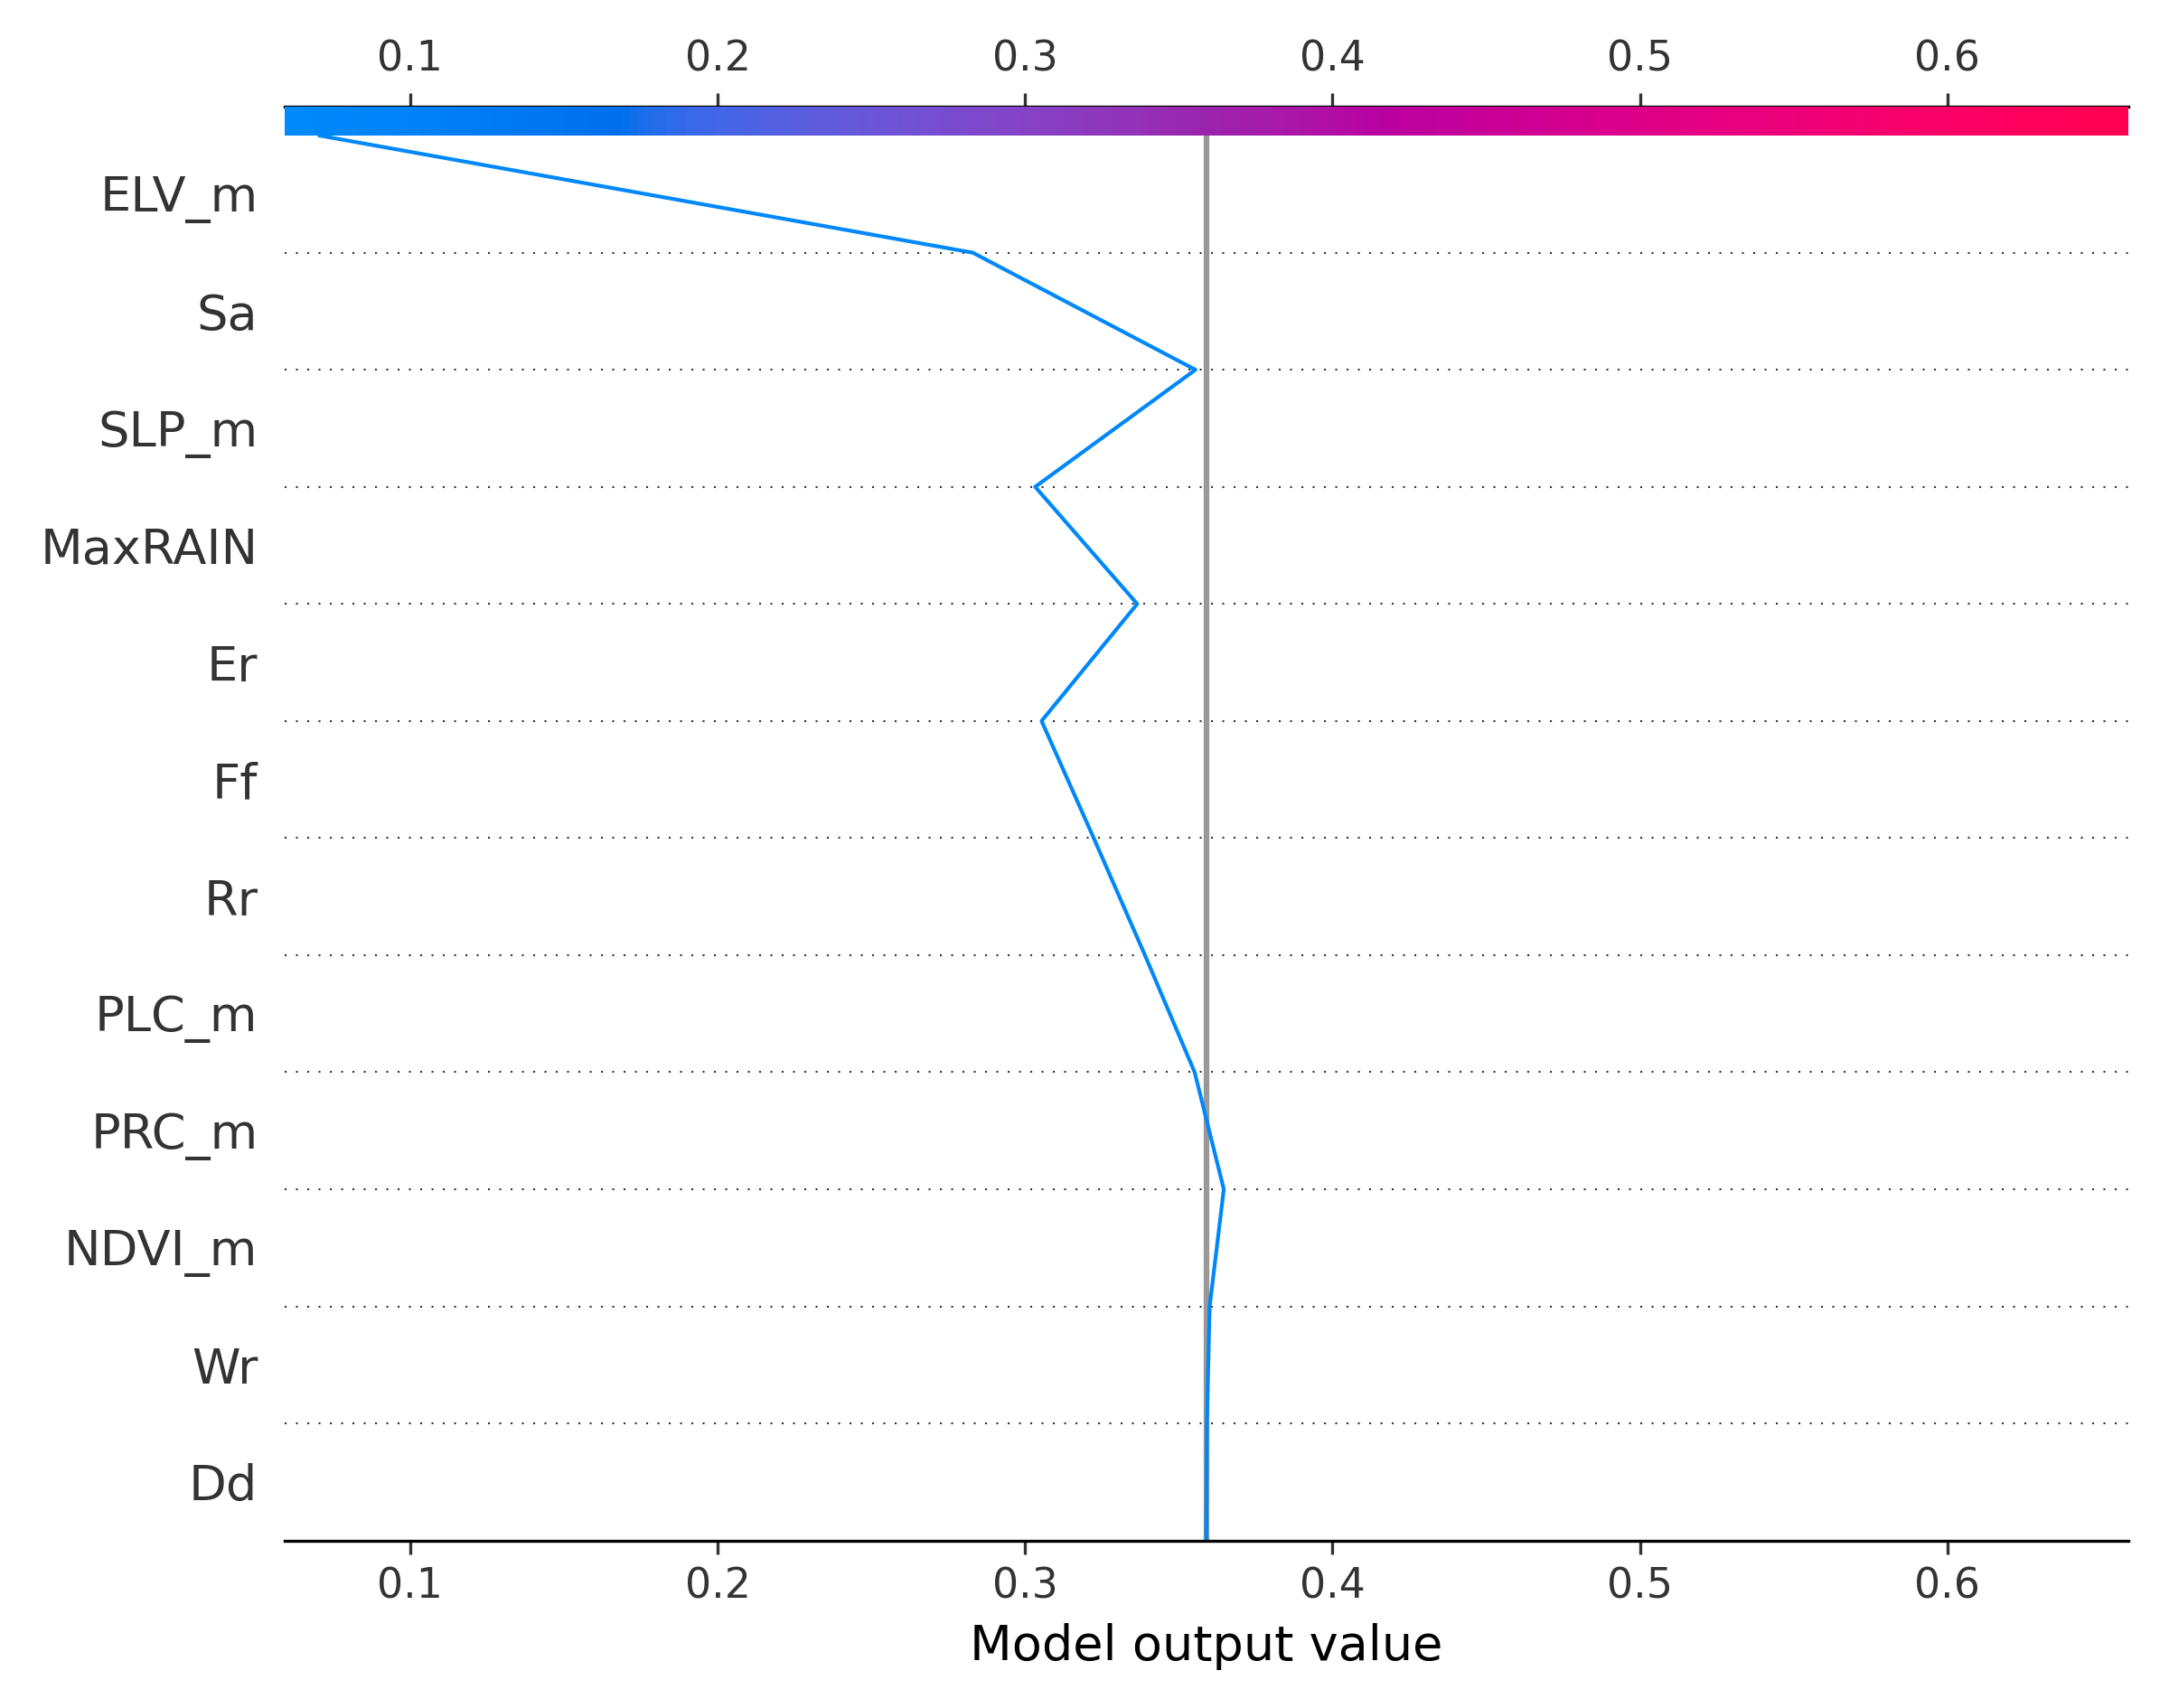 0.1 0.2 0.3 0.4 0.5 0.6
ELV_m
Sa
SLP_m
MaxRAIN
Er
Ff
Rr
PLC_m
PRC_m
NDVI_m
Wr
Dd
0.1 0.2 0.3 0.4 0.5 0.6
Model output value